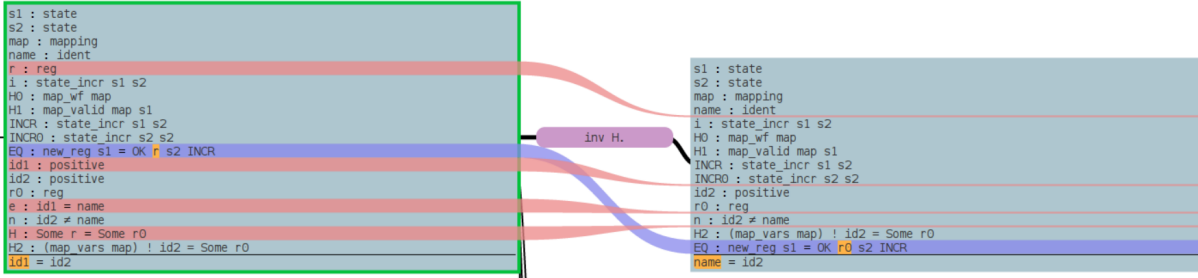 s1 : state
s2 : state
map : mapping
name : ident
r : reg
i : state_incr s1 s2
H0 : map_wf map
H1 : map_valid map s1
INCR : state_incr s1 s2
INCR0 : state_incr s2 s2
EQ : new_reg s1 = OK r s2 INCR
id1 : positive
id2 : positive
r0 : reg
e : id1 = name
n : id2 ≠ name
H : Some r = Some r0
H2 : (map_vars map) ! id2 = Some r0
id1 = id2
inv H.
s1 : state
s2 : state
map : mapping
name : ident
i : state_incr s1 s2
H0 : map_wf map
H1 : map_valid map s1
INCR : state_incr s1 s2
INCR0 : state_incr s2 s2
id2 : positive
r0 : reg
n : id2 ≠ name
H2 : (map_vars map) ! id2 = Some r0
EQ : new_reg s1 = OK r0 s2 INCR
name = id2